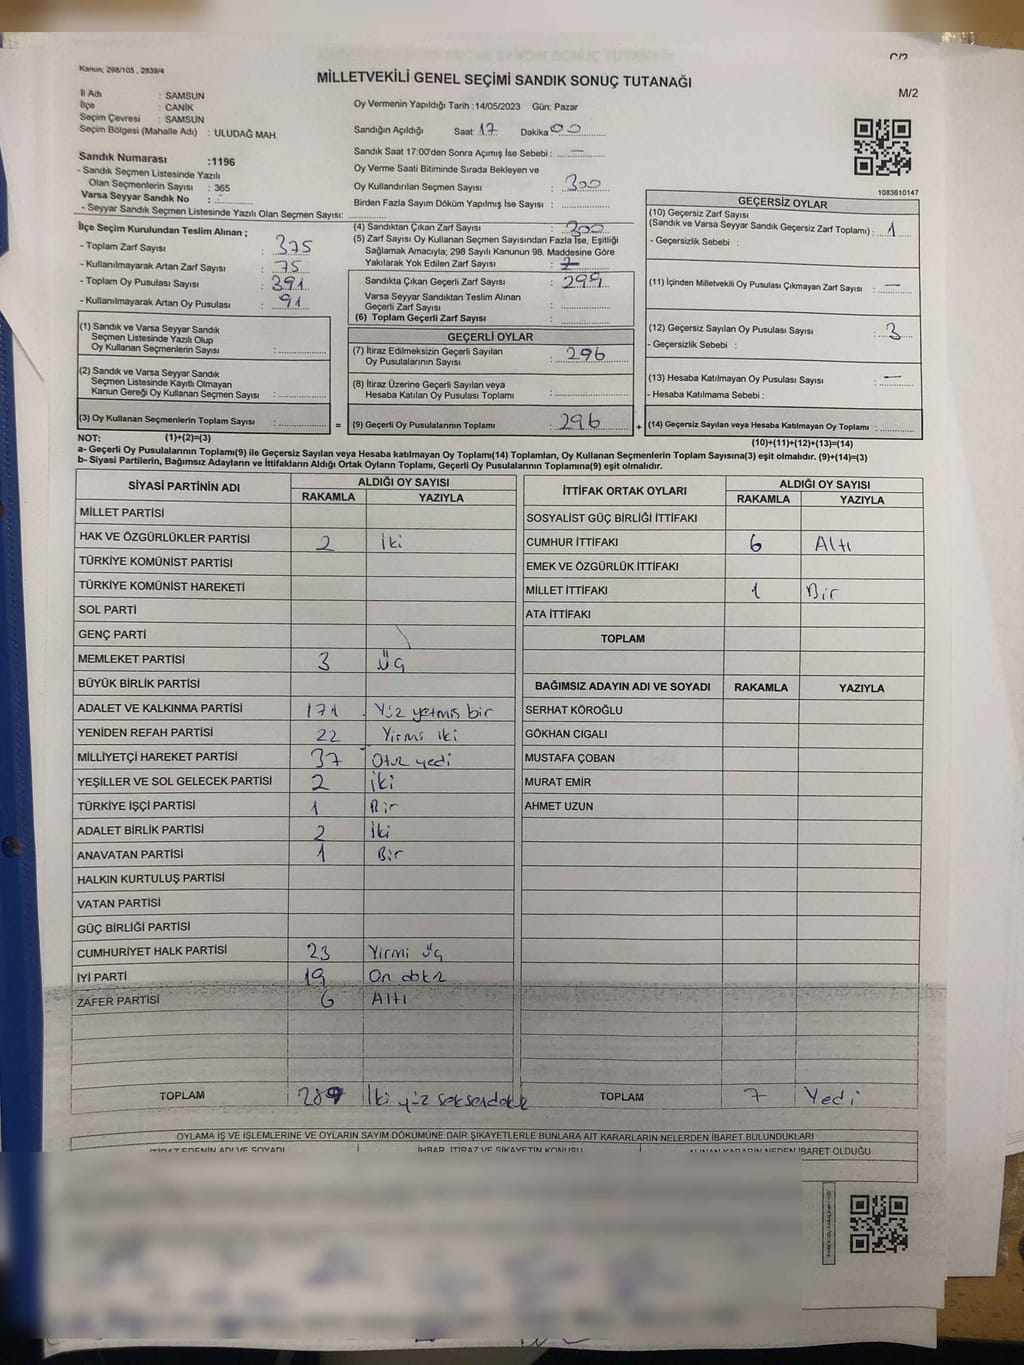 Kanun; 298/105 , 2839/4
C/2
MİLLETVEKİLİ GENEL SEÇİMİ SANDIK SONUÇ TUTANAĞI
M/2
İl Adı : SAMSUN
İlçe : CANİK
Seçim Çevresi : SAMSUN
Seçim Bölgesi (Mahalle Adı) : ULUDAĞ MAH.
Oy Vermenin Yapıldığı Tarih : 14/05/2023 Gün: Pazar
Sandığın Açıldığı Saat: 17 Dakika 00
Sandık Saat 17:00'den Sonra Açımış İse Sebebi : —
Oy Verme Saati Bitiminde Sırada Bekleyen ve
Oy Kullandırılan Seçmen Sayısı : 300
Birden Fazla Sayım Döküm Yapılmış İse Sayısı :
Sandık Numarası :1196
- Sandık Seçmen Listesinde Yazılı
Olan Seçmenlerin Sayısı : 365
Varsa Seyyar Sandık No :
- Seyyar Sandık Seçmen Listesinde Yazılı Olan Seçmen Sayısı:
1083610147
İlçe Seçim Kurulundan Teslim Alınan ;
- Toplam Zarf Sayısı : 375
- Kullanılmayarak Artan Zarf Sayısı : 75
- Toplam Oy Pusulası Sayısı : 391
- Kullanılmayarak Artan Oy Pusulası : 91
(4) Sandıktan Çıkan Zarf Sayısı : 300
(5) Zarf Sayısı Oy Kullanan Seçmen Sayısından Fazla İse, Eşitliği
Sağlamak Amacıyla; 298 Sayılı Kanunun 98. Maddesine Göre
Yakılarak Yok Edilen Zarf Sayısı :
Sandıkta Çıkan Geçerli Zarf Sayısı : 299
Varsa Seyyar Sandıktan Teslim Alınan
Geçerli Zarf Sayısı :
(6) Toplam Geçerli Zarf Sayısı :
GEÇERSİZ OYLAR
(10) Geçersiz Zarf Sayısı
(Sandık ve Varsa Seyyar Sandık Geçersiz Zarf Toplamı) : 1
- Geçersizlik Sebebi :
(11) İçinden Milletvekili Oy Pusulası Çıkmayan Zarf Sayısı : —
(12) Geçersiz Sayılan Oy Pusulası Sayısı : 3
- Geçersizlik Sebebi :
(13) Hesaba Katılmayan Oy Pusulası Sayısı : —
- Hesaba Katılmama Sebebi :
(1) Sandık ve Varsa Seyyar Sandık
Seçmen Listesinde Yazılı Olup
Oy Kullanan Seçmenlerin Sayısı :
(2) Sandık ve Varsa Seyyar Sandık
Seçmen Listesinde Kayıtlı Olmayan
Kanun Gereği Oy Kullanan Seçmen Sayısı :
GEÇERLİ OYLAR
(7) İtiraz Edilmeksizin Geçerli Sayılan
Oy Pusulalarının Sayısı : 296
(8) İtiraz Üzerine Geçerli Sayılan veya
Hesaba Katılan Oy Pusulası Toplamı :
(3) Oy Kullanan Seçmenlerin Toplam Sayısı : = (9) Geçerli Oy Pusulalarının Toplamı : 296 + (14) Geçersiz Sayılan veya Hesaba Katılmayan Oy Toplamı :
NOT: (1)+(2)=(3) (10)+(11)+(12)+(13)=(14)
a- Geçerli Oy Pusulaların Toplamı(9) ile Geçersiz Sayılan veya Hesaba katılmayan Oy Toplamı(14) Toplamları, Oy Kullanan Seçmenlerin Toplam Sayısına(3) eşit olmalıdır. (9)+(14)=(3)
b- Siyasi Partilerin, Bağımsız Adayların ve İttifakların Aldığı Ortak Oyların Toplamı, Geçerli Oy Pusulalarının Toplamına(9) eşit olmalıdır.
SİYASİ PARTİNİN ADI ALDIĞI OY SAYISI
RAKAMLA YAZIYLA
MİLLET PARTİSİ
HAK VE ÖZGÜRLÜKLER PARTİSİ 2 İki
TÜRKİYE KOMÜNİST PARTİSİ
TÜRKİYE KOMÜNİST HAREKETİ
SOL PARTİ
GENÇ PARTİ
MEMLEKET PARTİSİ 3 Üç
BÜYÜK BİRLİK PARTİSİ
ADALET VE KALKINMA PARTİSİ 171 Yüz yetmiş bir
YENİDEN REFAH PARTİSİ 22 Yirmi iki
MİLLİYETÇİ HAREKET PARTİSİ 37 Otuz yedi
YEŞİLLER VE SOL GELECEK PARTİSİ 2 İki
TÜRKİYE İŞÇİ PARTİSİ 1 Bir
ADALET BİRLİK PARTİSİ 2 İki
ANAVATAN PARTİSİ 1 Bir
HALKIN KURTULUŞ PARTİSİ
VATAN PARTİSİ
GÜÇ BİRLİĞİ PARTİSİ
CUMHURİYET HALK PARTİSİ 23 Yirmi üç
İYİ PARTİ 19 On dokuz
ZAFER PARTİSİ 6 Altı
TOPLAM 289 İki yüz seksendokuz
İTTİFAK ORTAK OYLARI ALDIĞI OY SAYISI
RAKAMLA YAZIYLA
SOSYALİST GÜÇ BİRLİĞİ İTTİFAKI
CUMHUR İTTİFAKI 6 Altı
EMEK VE ÖZGÜRLÜK İTTİFAKI
MİLLET İTTİFAKI 1 Bir
ATA İTTİFAKI
TOPLAM
BAĞIMSIZ ADAYIN ADI VE SOYADI RAKAMLA YAZIYLA
SERHAT KÖROĞLU
GÖKHAN CIGALI
MUSTAFA ÇOBAN
MURAT EMİR
AHMET UZUN
TOPLAM 7 Yedi
OYLAMA İŞ VE İŞLEMLERİNE VE OYLARIN SAYIM DÖKÜMÜNE DAİR ŞİKAYETLERLE BUNLARA AİT KARARLARIN NELERDEN İBARET BULUNDUKLARI
İTİRAZ EDENİN ADI VE SOYADI İHBAR, İTİRAZ VE ŞİKAYETİN KONUSU ALINAN KARARIN NEDEN İBARET OLDUĞU